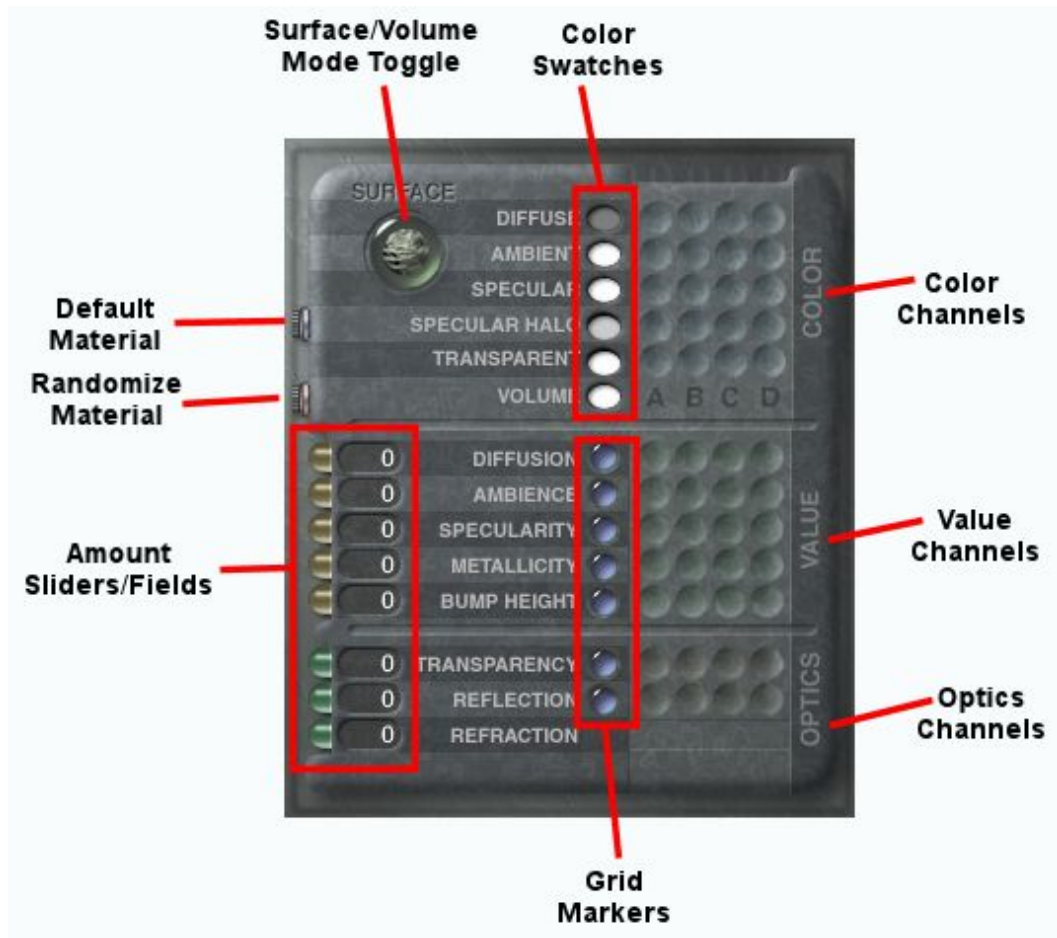 Surface/Volume
Mode Toggle
Color
Swatches
SURFACE
DIFFUSE
AMBIENT
SPECULAR
SPECULAR HALO
TRANSPARENT
VOLUME
A B C D
COLOR
Default
Material
Randomize
Material
Color
Channels
0 DIFFUSION
0 AMBIENCE
0 SPECULARITY
0 METALLICITY
0 BUMP HEIGHT
VALUE
Amount
Sliders/Fields
Value
Channels
0 TRANSPARENCY
0 REFLECTION
0 REFRACTION
OPTICS
Optics
Channels
Grid
Markers